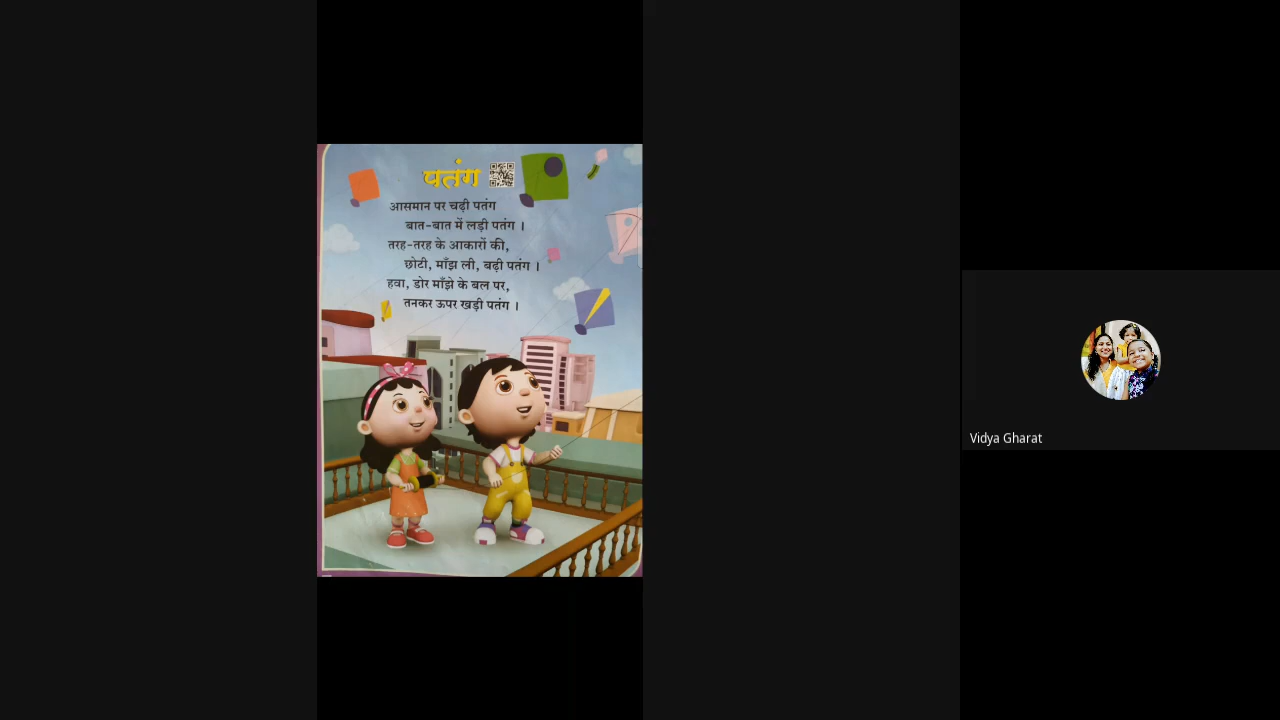 पतंग
आसमान पर चढ़ी पतंग
बात-बात में लड़ी पतंग ।
तरह-तरह के आकारों की,
छोटी, माँझ ली, बढ़ी पतंग ।
हवा, डोर माँझे के बल पर,
तनकर ऊपर खड़ी पतंग ।
Vidya Gharat